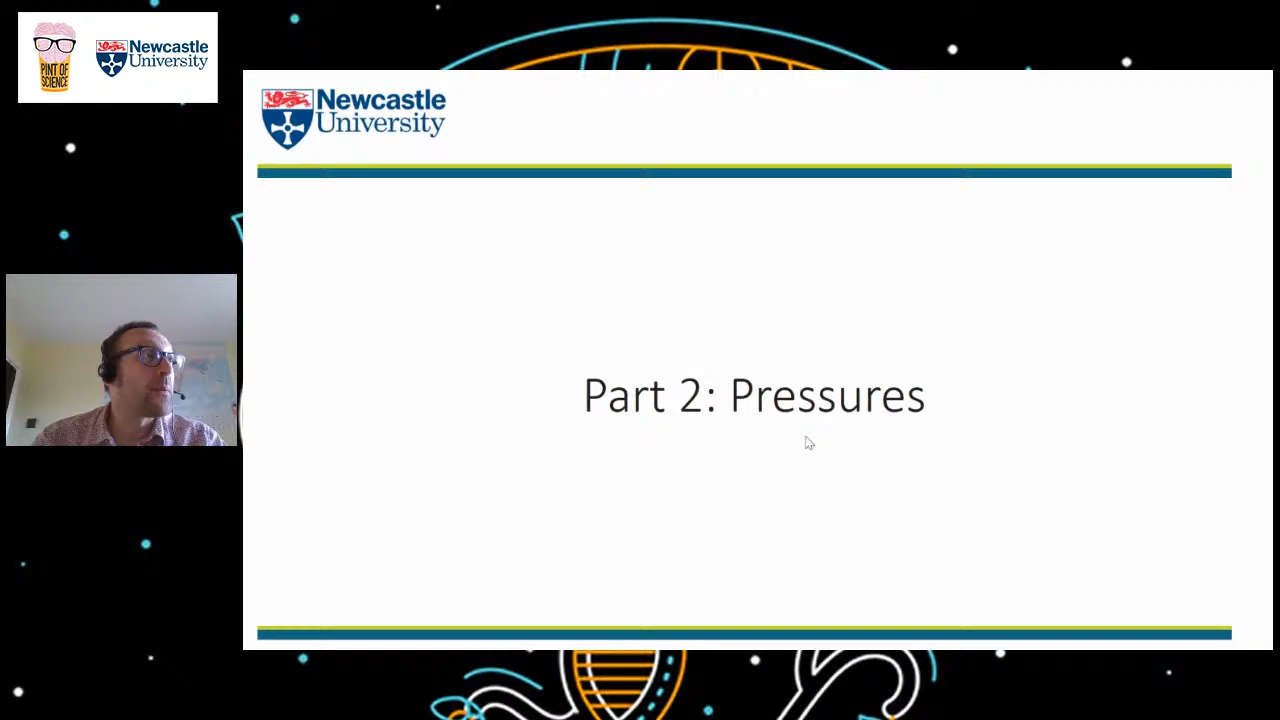 PINT OF
SCIENCE
Newcastle
University
Newcastle
University
Part 2: Pressures